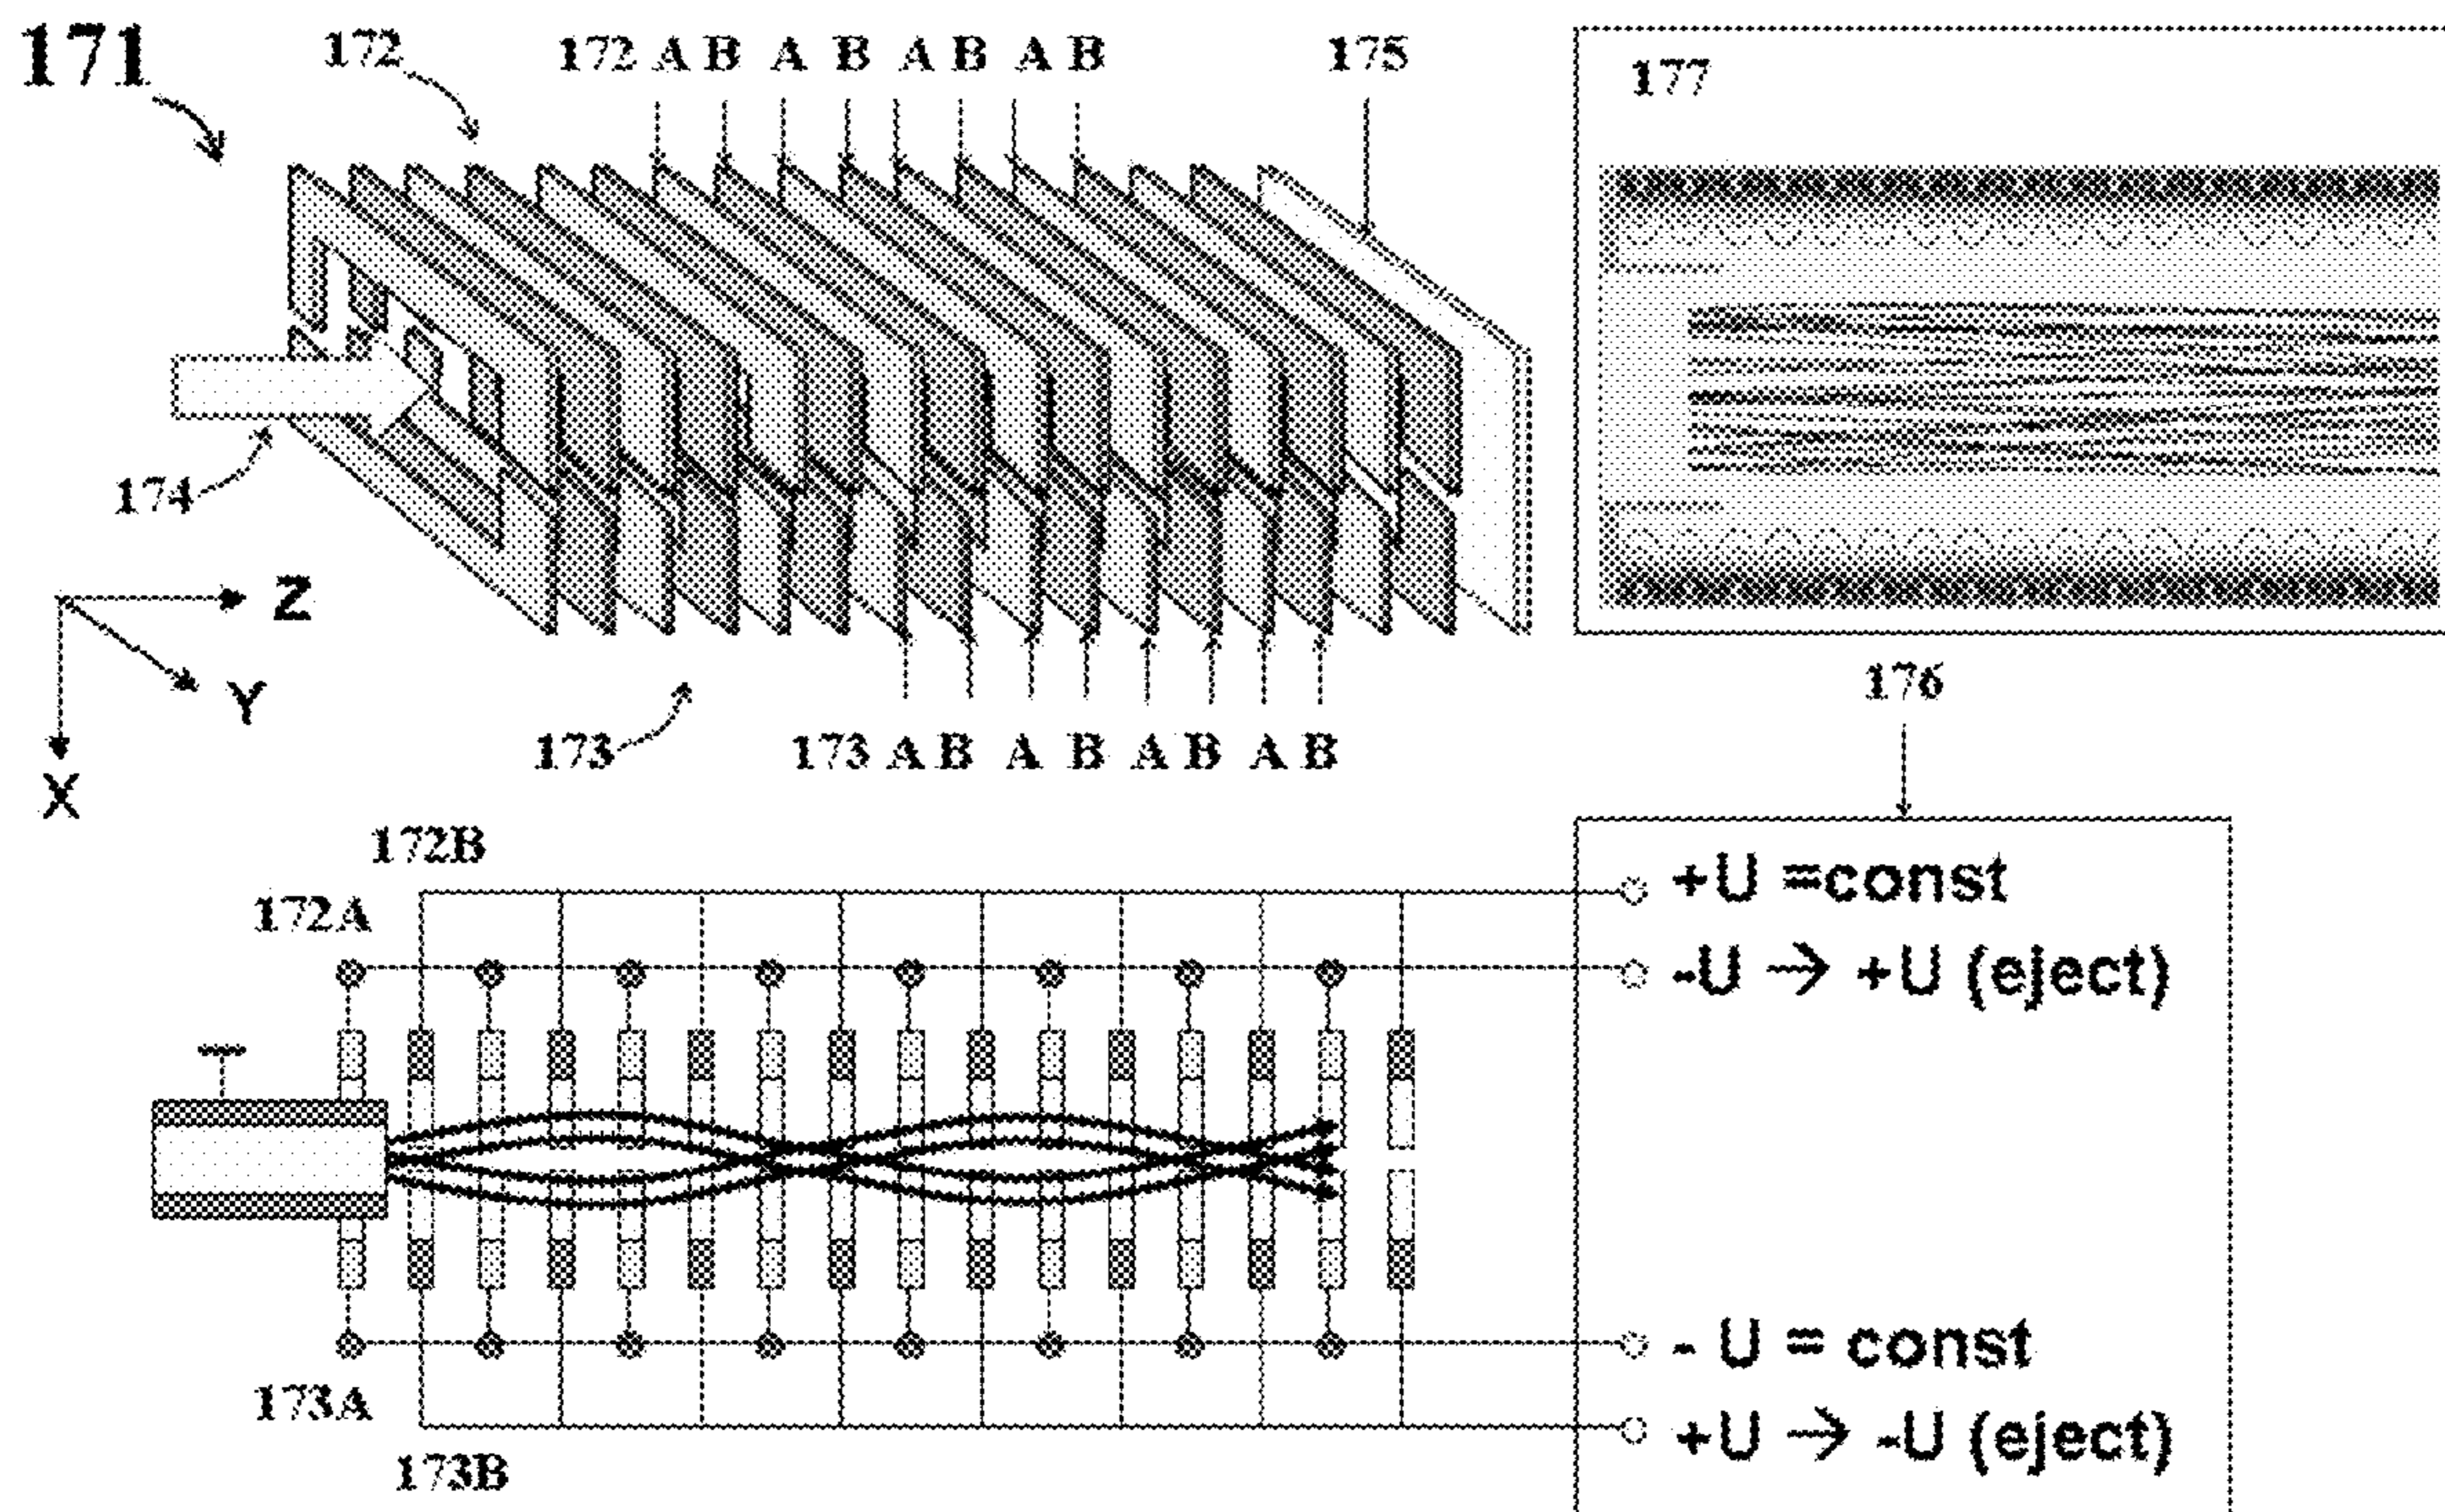 171
172
172 A B A B A B A B
175
177
174
Z
Y
X
173
173 A B A B A B A B
176
172B
172A
+U =const
-U → +U (eject)
- U = const
+U → -U (eject)
173A
173B